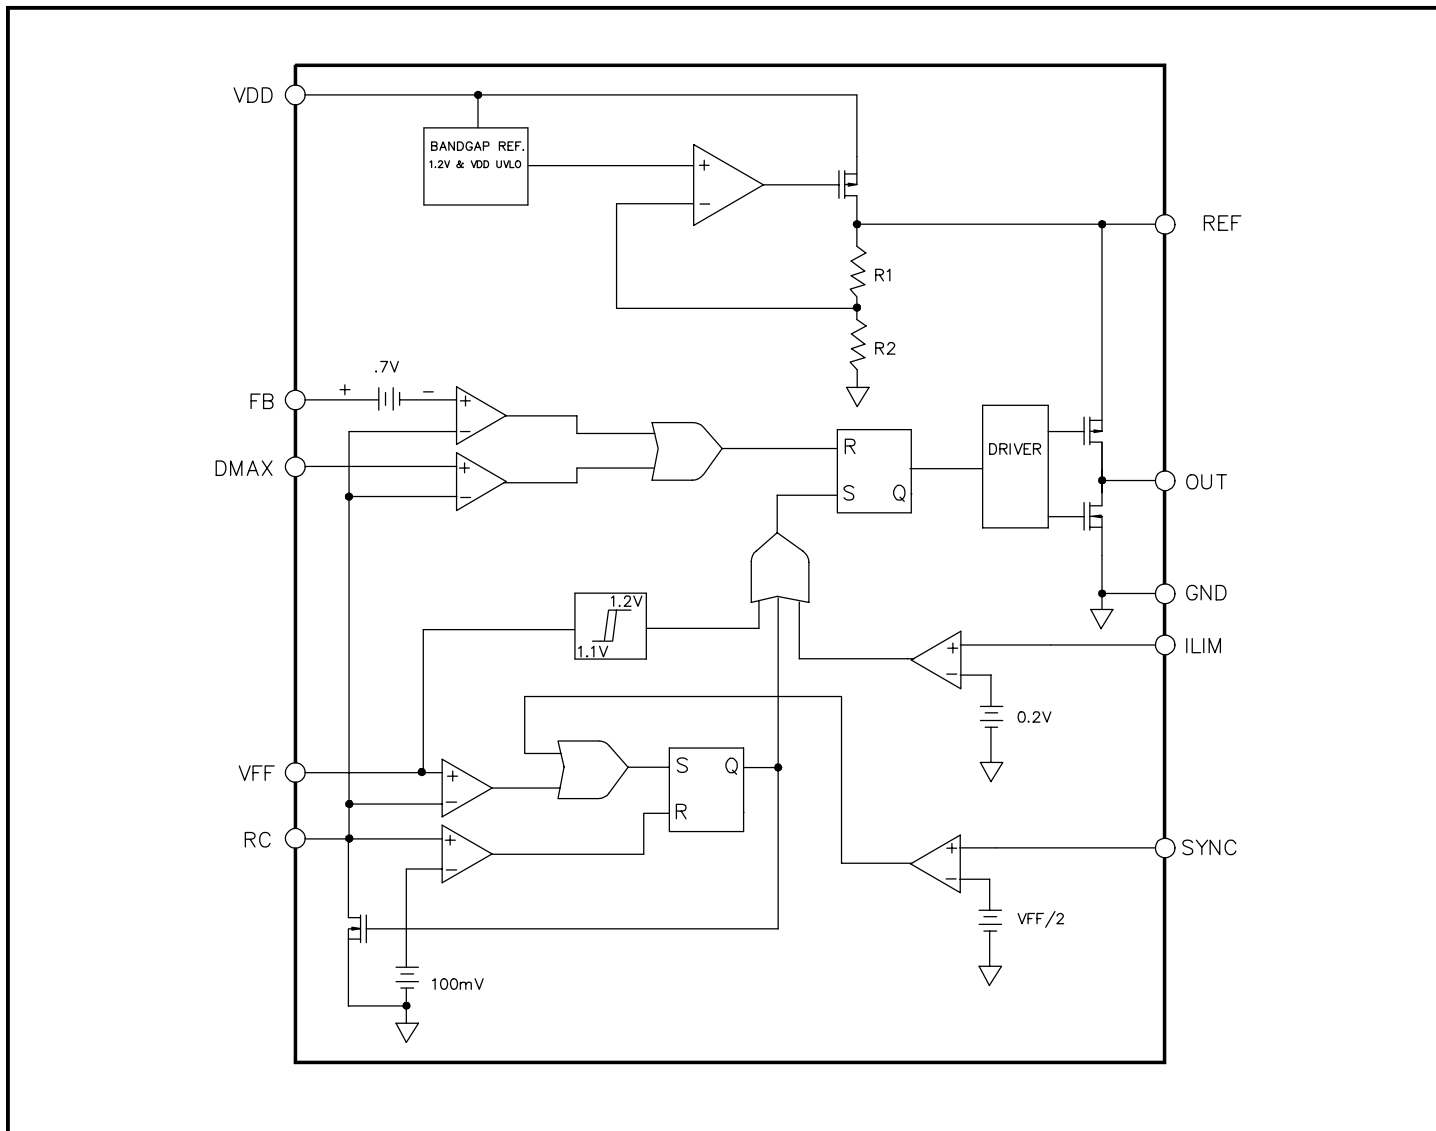 VDD
BANDGAP REF.
1.2V & VDD UVLO
+
−
REF
R1
R2
.7V
+
−
FB
+
−
DMAX
+
−
R
S
Q
DRIVER
OUT
GND
1.2V
1.1V
ILIM
+
−
0.2V
VFF
+
−
S
Q
R
RC
+
−
SYNC
+
−
VFF/2
100mV